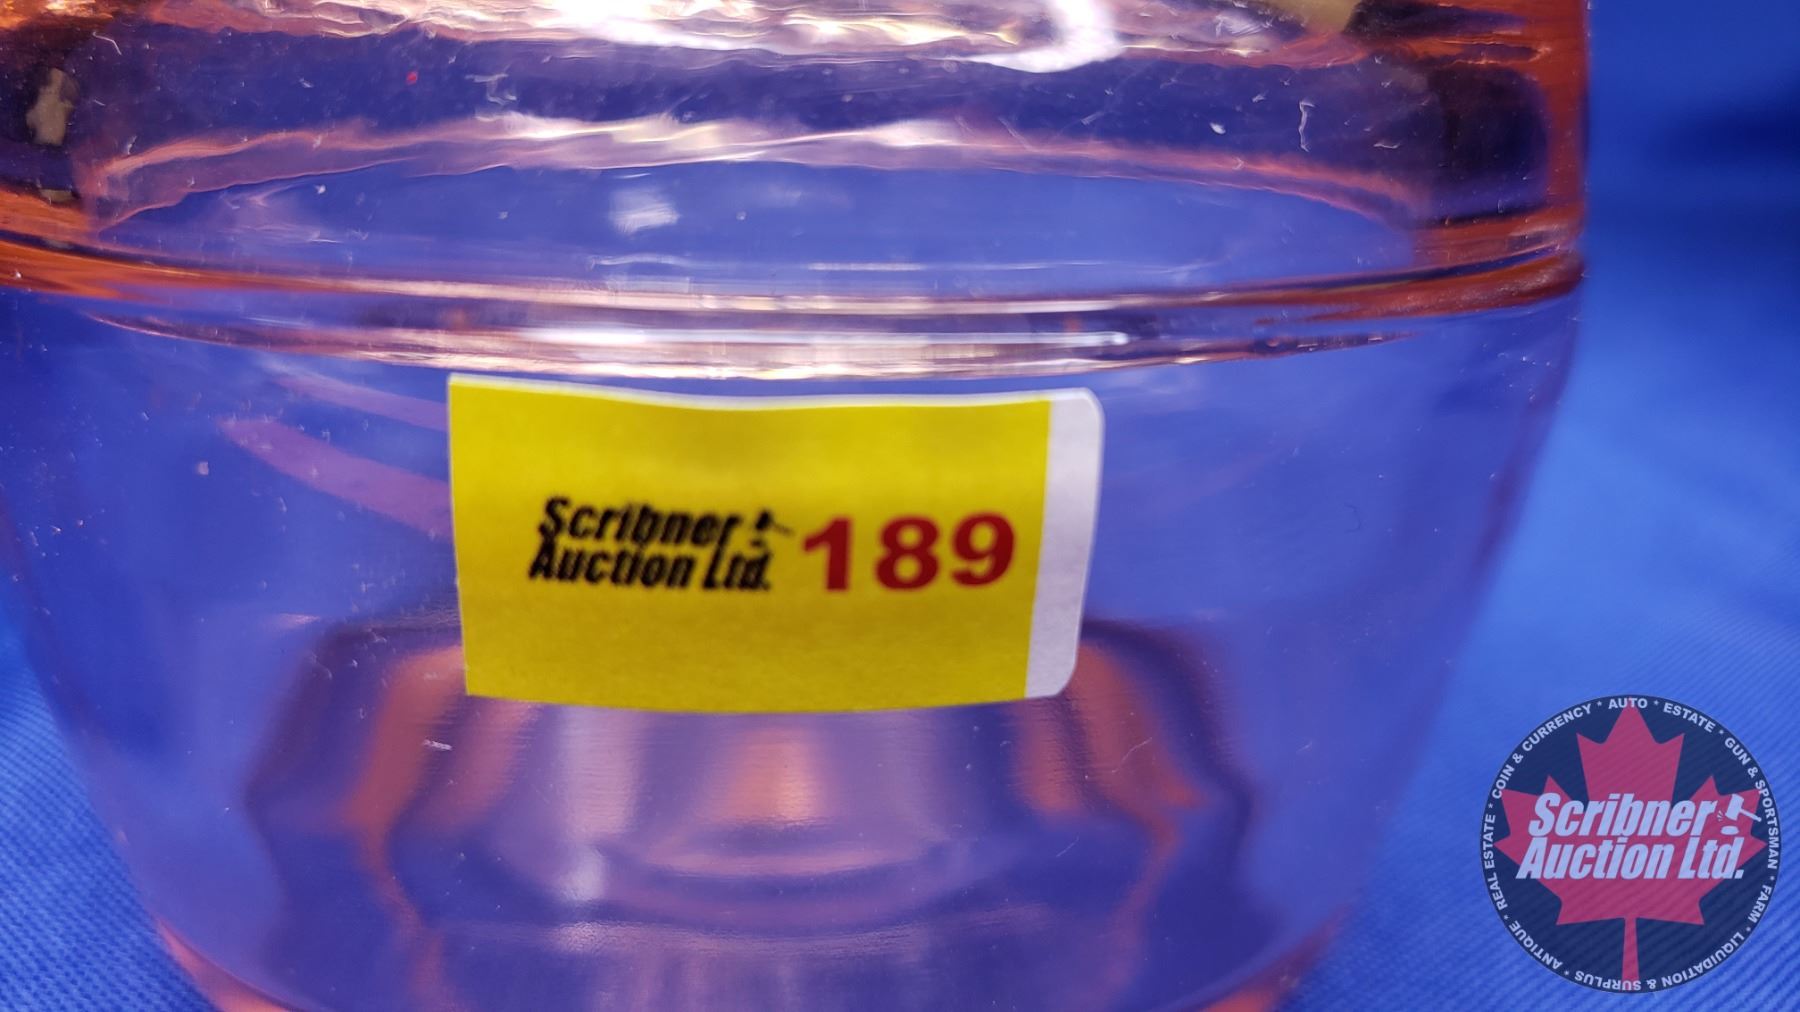 Scribner
Auction Ltd.
189
COIN & CURRENCY * AUTO * ESTATE * GUN & SPORTSMAN * FARM * LIQUIDATION & SURPLUS * ANTIQUE * REAL ESTATE *
Scribner
Auction Ltd.